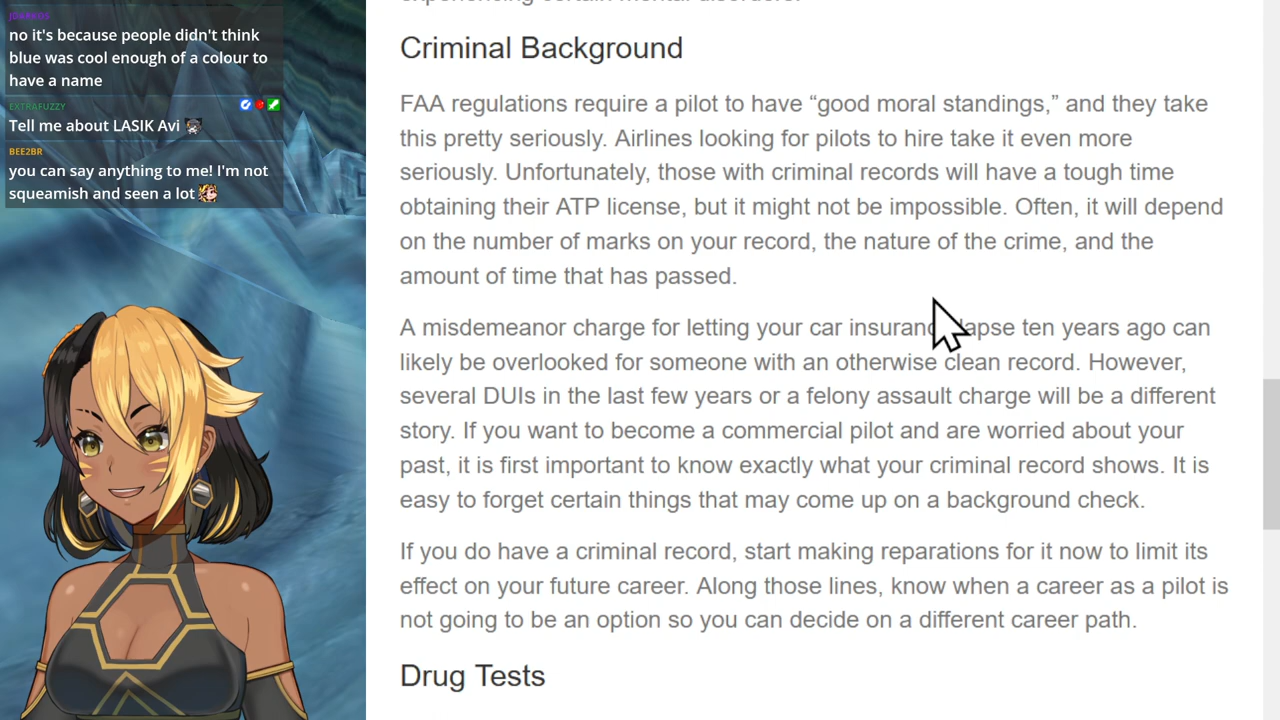 JDARROS
no it's because people didn't think
blue was cool enough of a colour to
have a name
EXTRAFUZZY
Tell me about LASIK Avi
BEE2BR
you can say anything to me! I'm not
squeamish and seen a lot
Criminal Background
FAA regulations require a pilot to have “good moral standings,” and they take
this pretty seriously. Airlines looking for pilots to hire take it even more
seriously. Unfortunately, those with criminal records will have a tough time
obtaining their ATP license, but it might not be impossible. Often, it will depend
on the number of marks on your record, the nature of the crime, and the
amount of time that has passed.
A misdemeanor charge for letting your car insurance lapse ten years ago can
likely be overlooked for someone with an otherwise clean record. However,
several DUIs in the last few years or a felony assault charge will be a different
story. If you want to become a commercial pilot and are worried about your
past, it is first important to know exactly what your criminal record shows. It is
easy to forget certain things that may come up on a background check.
If you do have a criminal record, start making reparations for it now to limit its
effect on your future career. Along those lines, know when a career as a pilot is
not going to be an option so you can decide on a different career path.
Drug Tests